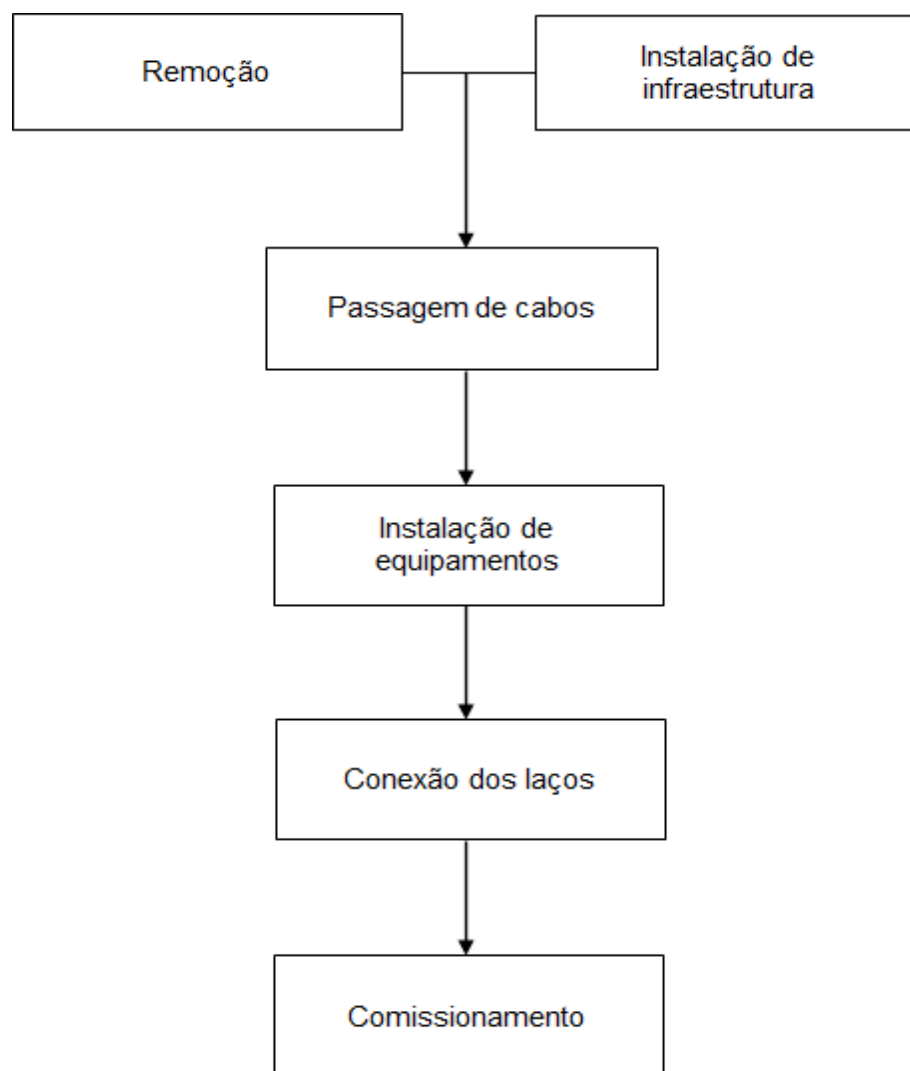 Remoção
Instalação de
infraestrutura
Passagem de cabos
Instalação de
equipamentos
Conexão dos laços
Comissionamento